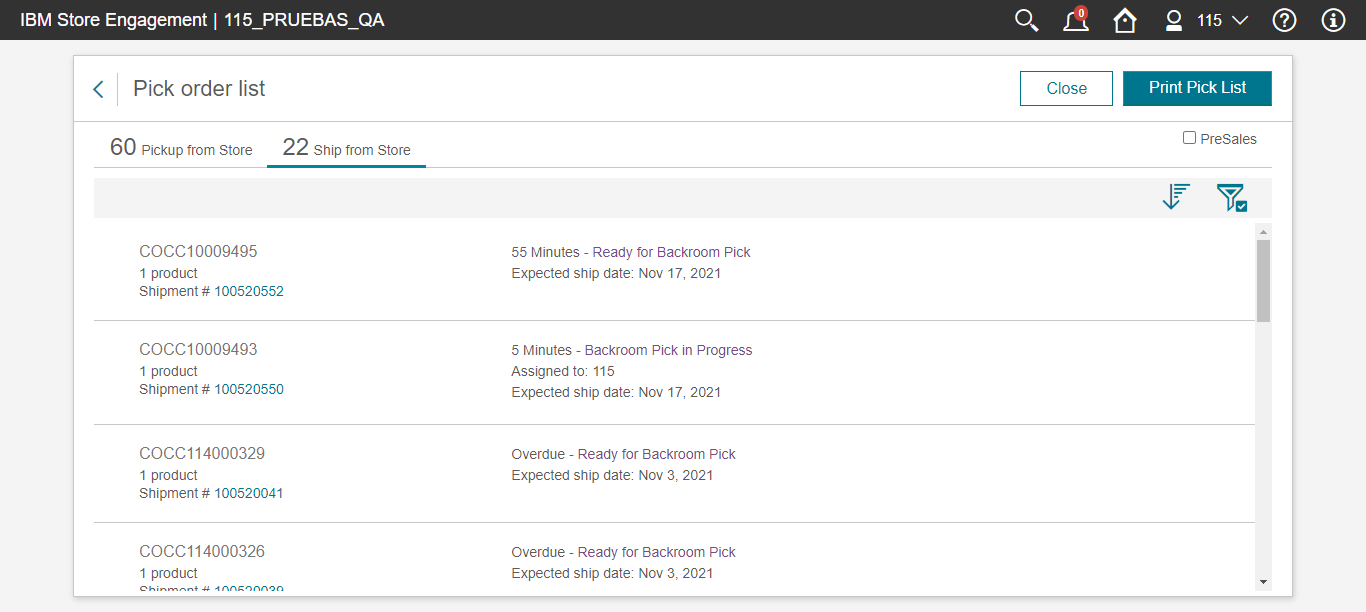 IBM Store Engagement | 115_PRUEBAS_QA
0
115
Pick order list
Close
Print Pick List
60 Pickup from Store
22 Ship from Store
PreSales
COCC10009495
1 product
Shipment # 100520552
55 Minutes - Ready for Backroom Pick
Expected ship date: Nov 17, 2021
COCC10009493
1 product
Shipment # 100520550
5 Minutes - Backroom Pick in Progress
Assigned to: 115
Expected ship date: Nov 17, 2021
COCC114000329
1 product
Shipment # 100520041
Overdue - Ready for Backroom Pick
Expected ship date: Nov 3, 2021
COCC114000326
1 product
Shipment # 100520039
Overdue - Ready for Backroom Pick
Expected ship date: Nov 3, 2021